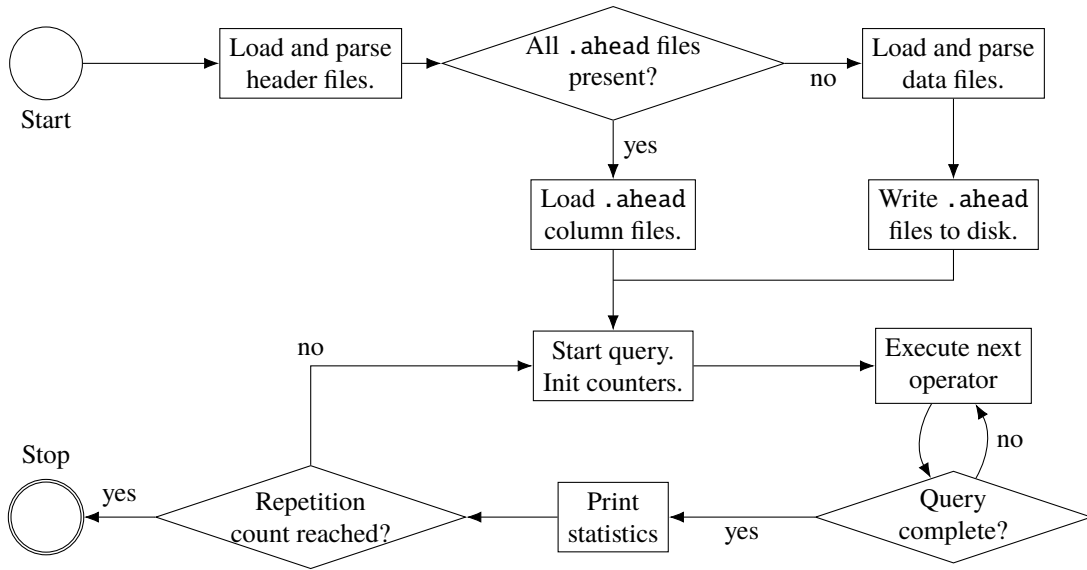 Start
Load and parse
header files.
All .ahead files
present?
no
Load and parse
data files.
yes
Load .ahead
column files.
Write .ahead
files to disk.
no
Start query.
Init counters.
Execute next
operator
no
Query
complete?
yes
Print
statistics
Repetition
count reached?
yes
Stop